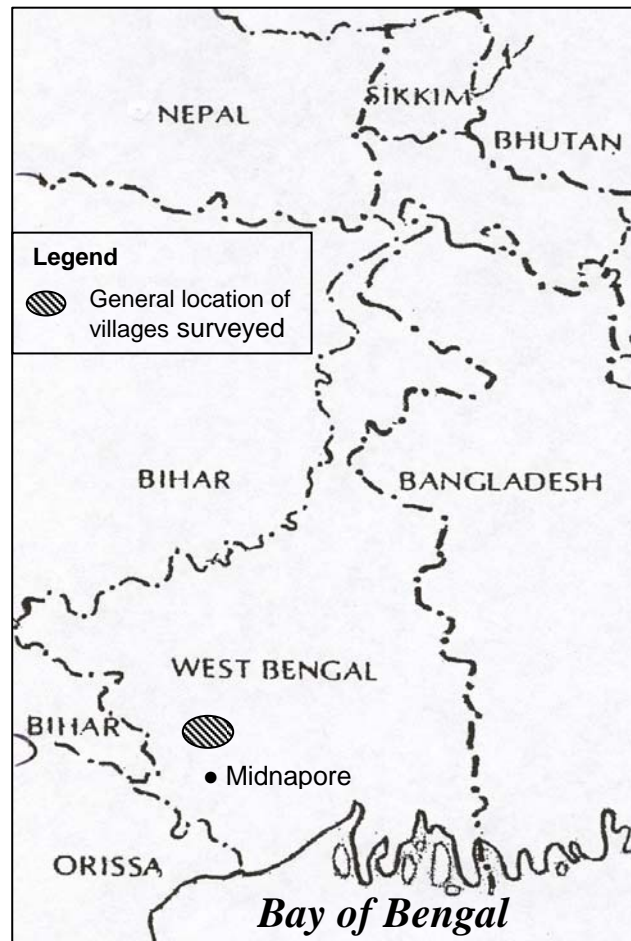 SIKKIM
NEPAL
BHUTAN
Legend
General location of
villages surveyed
BIHAR
BANGLADESH
WEST BENGAL
BIHAR
Midnapore
ORISSA
Bay of Bengal